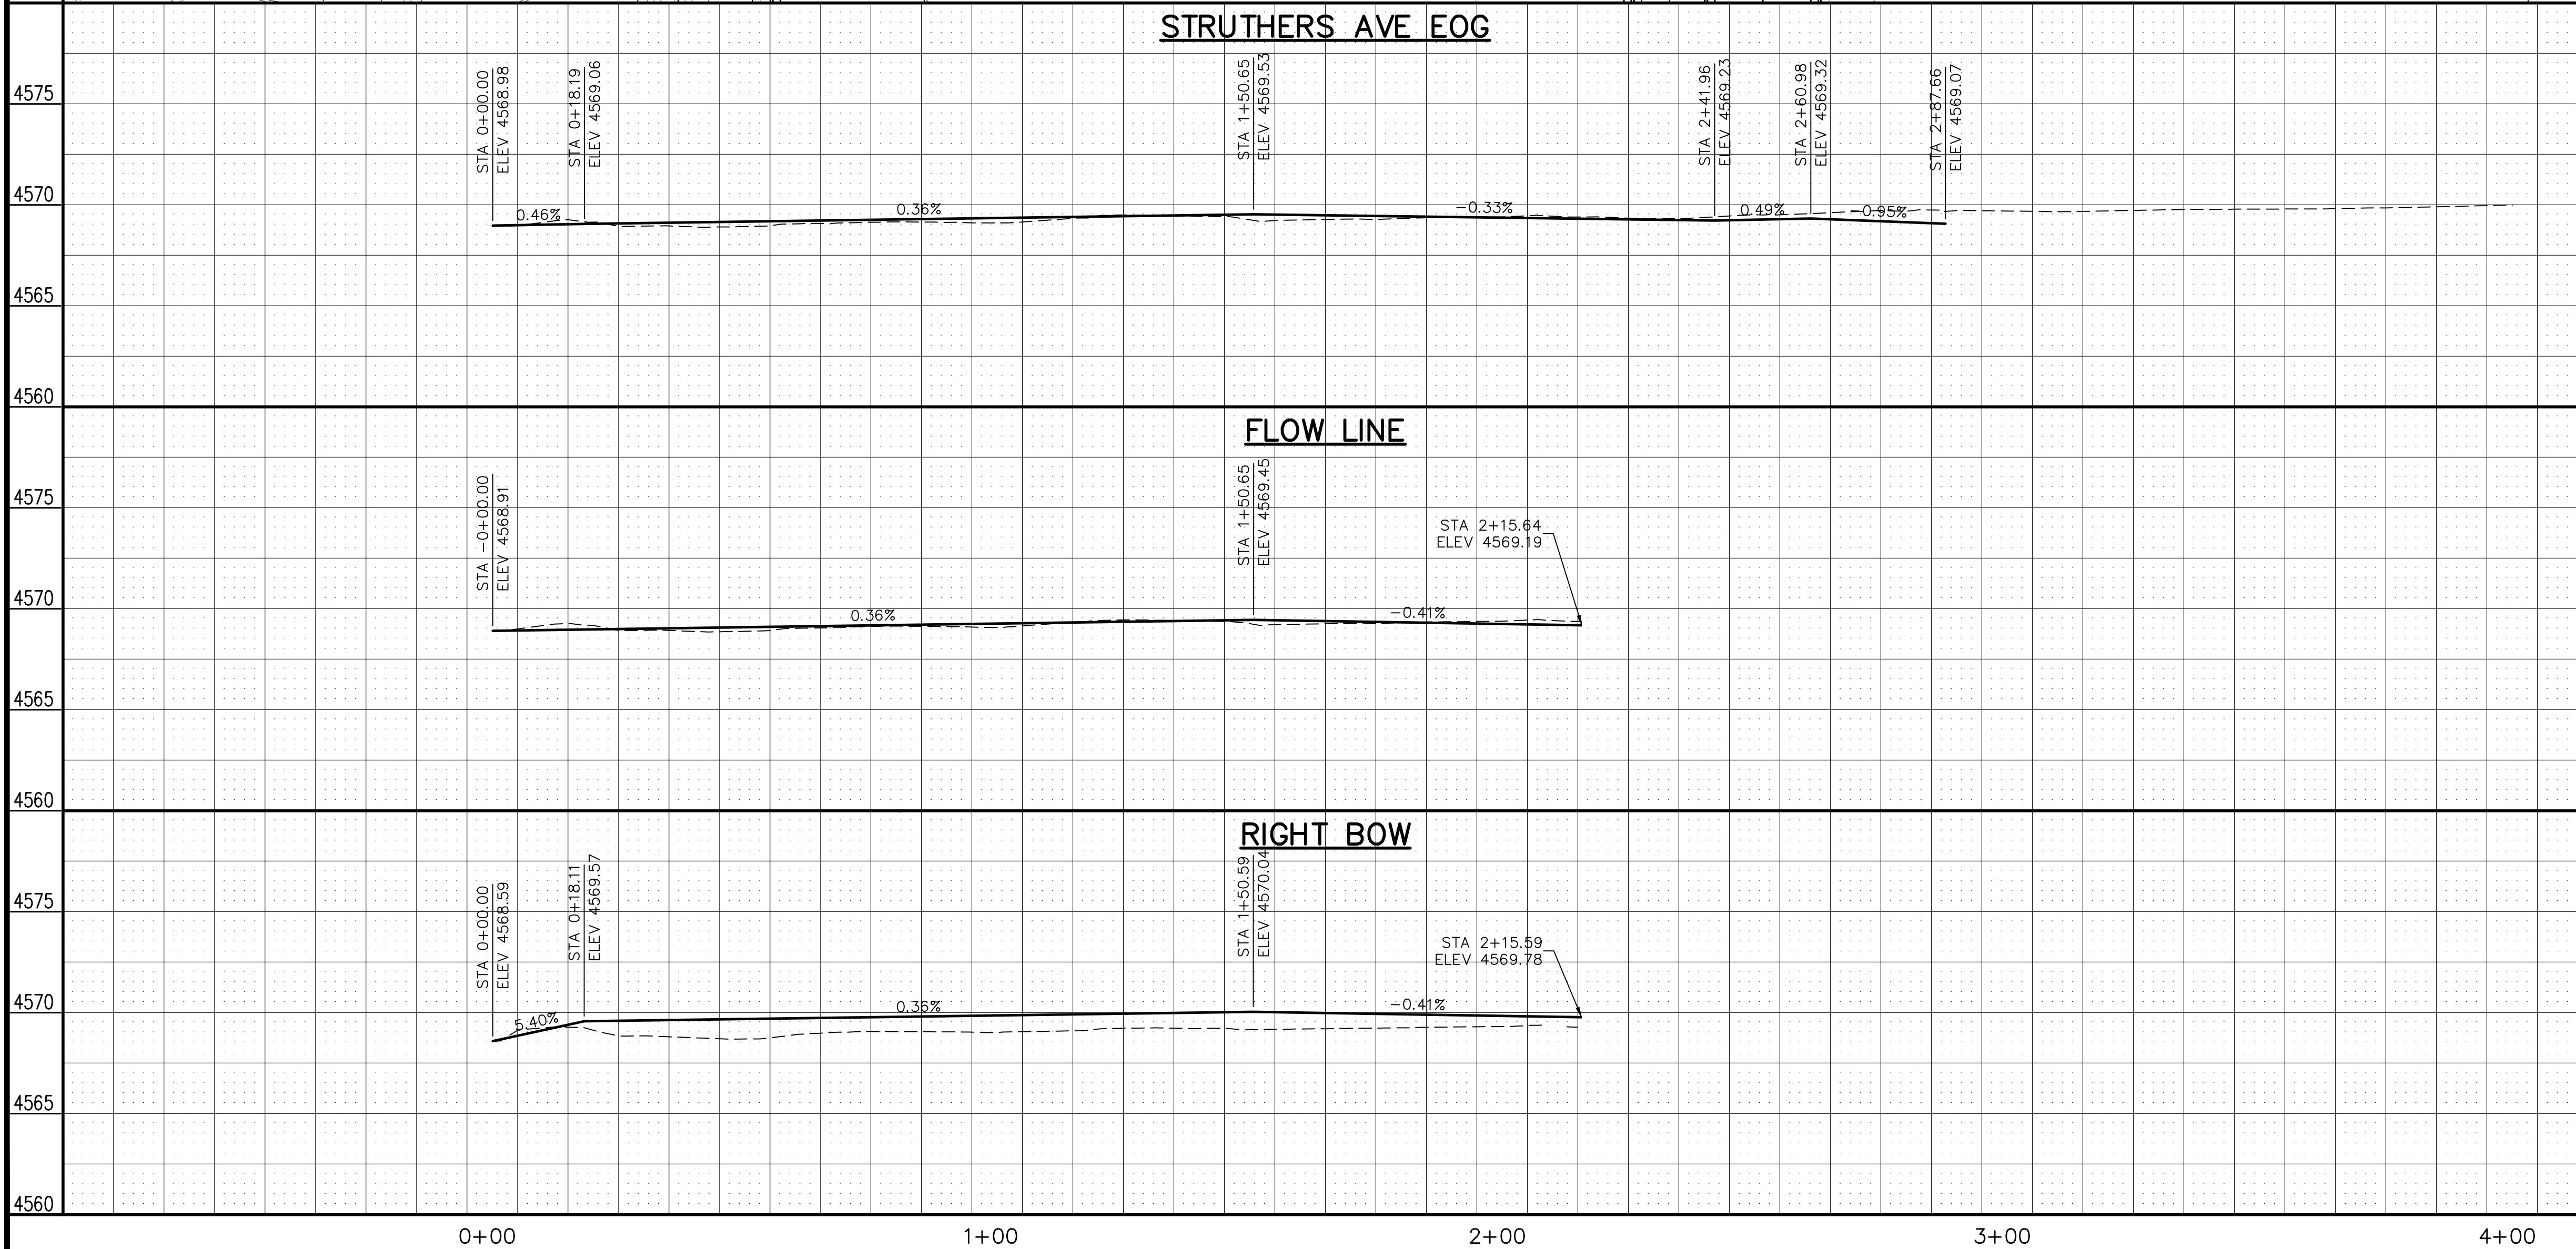 STRUTHERS AVE EOG
STA 0+00.00
ELEV 4568.98
STA 0+18.19
ELEV 4569.06
STA 1+50.65
ELEV 4569.53
STA 2+41.96
ELEV 4569.23
STA 2+60.98
ELEV 4569.32
STA 2+87.66
ELEV 4569.07
4575
4570
0.46%
0.36%
-0.33%
0.49%
-0.95%
4565
4560
FLOW LINE
STA -0+00.00
ELEV 4568.91
STA 1+50.65
ELEV 4569.45
4575
STA 2+15.64
ELEV 4569.19
4570
0.36%
-0.41%
4565
4560
RIGHT BOW
STA 0+00.00
ELEV 4568.59
STA 0+18.11
ELEV 4569.57
STA 1+50.59
ELEV 4570.04
4575
STA 2+15.59
ELEV 4569.78
4570
5.40%
0.36%
-0.41%
4565
4560
0+00
1+00
2+00
3+00
4+00